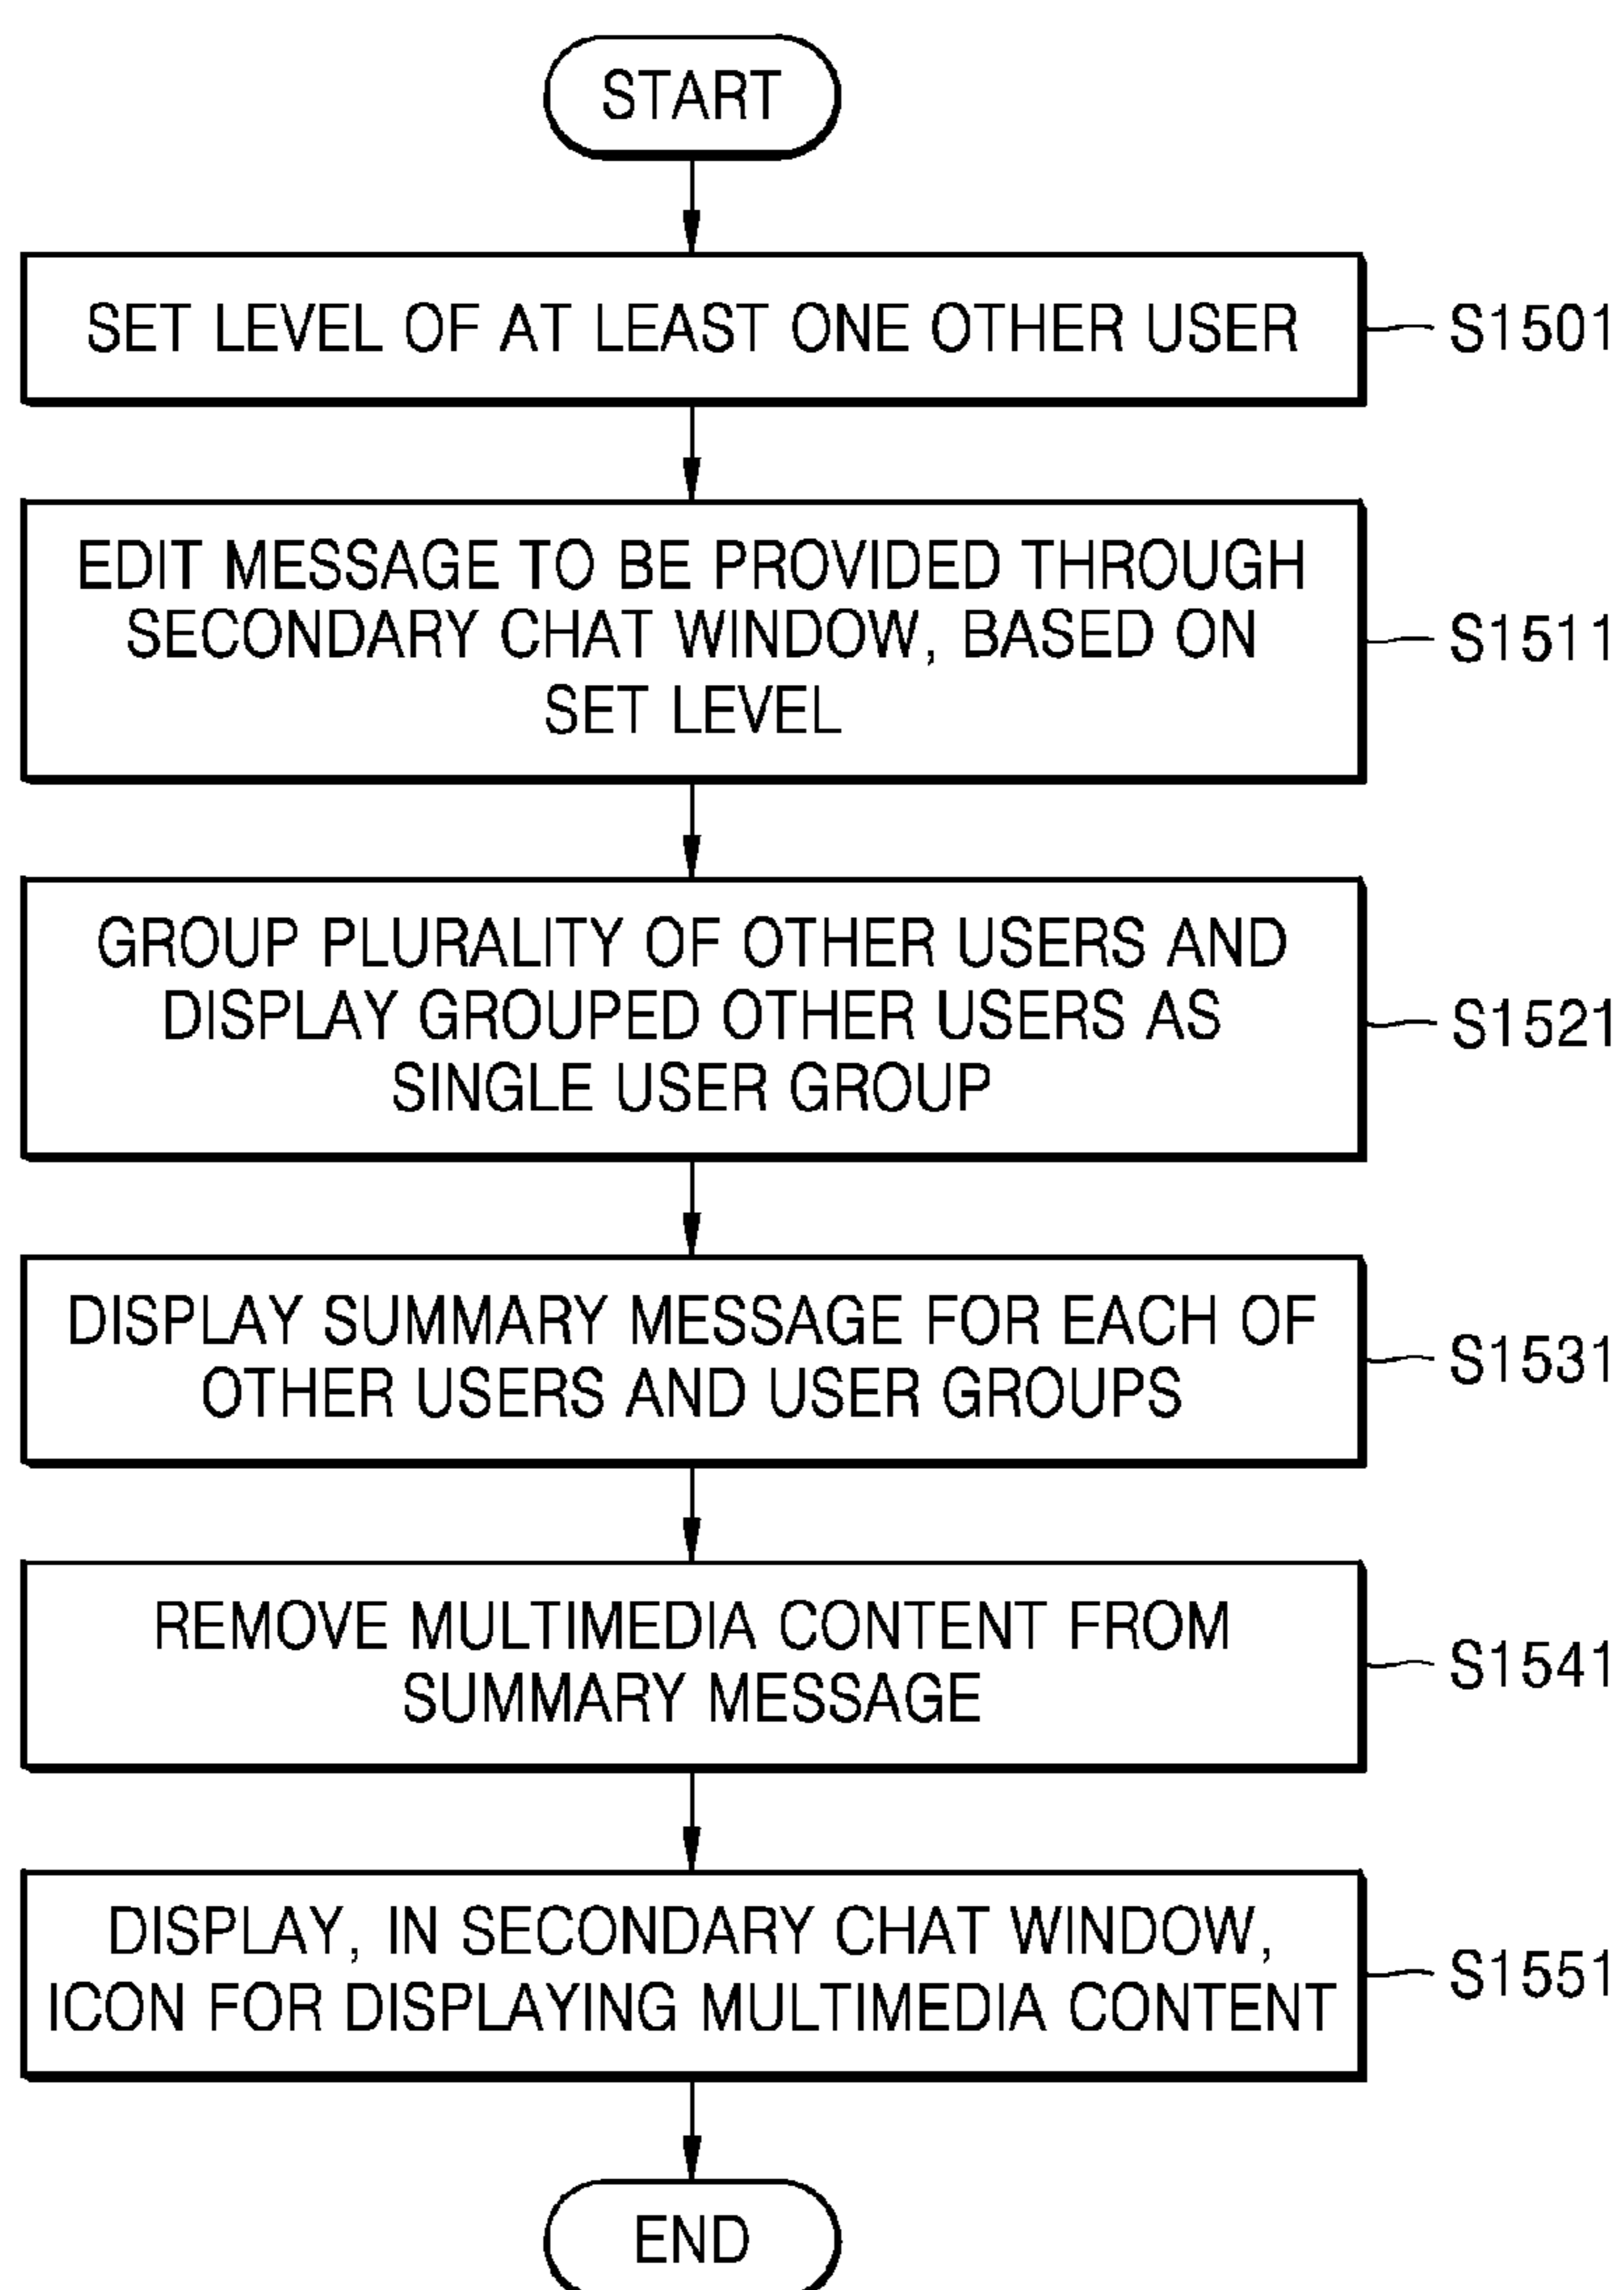 START
SET LEVEL OF AT LEAST ONE OTHER USER
S1501
EDIT MESSAGE TO BE PROVIDED THROUGH
SECONDARY CHAT WINDOW, BASED ON
SET LEVEL
S1511
GROUP PLURALITY OF OTHER USERS AND
DISPLAY GROUPED OTHER USERS AS
SINGLE USER GROUP
S1521
DISPLAY SUMMARY MESSAGE FOR EACH OF
OTHER USERS AND USER GROUPS
S1531
REMOVE MULTIMEDIA CONTENT FROM
SUMMARY MESSAGE
S1541
DISPLAY, IN SECONDARY CHAT WINDOW,
ICON FOR DISPLAYING MULTIMEDIA CONTENT
S1551
END